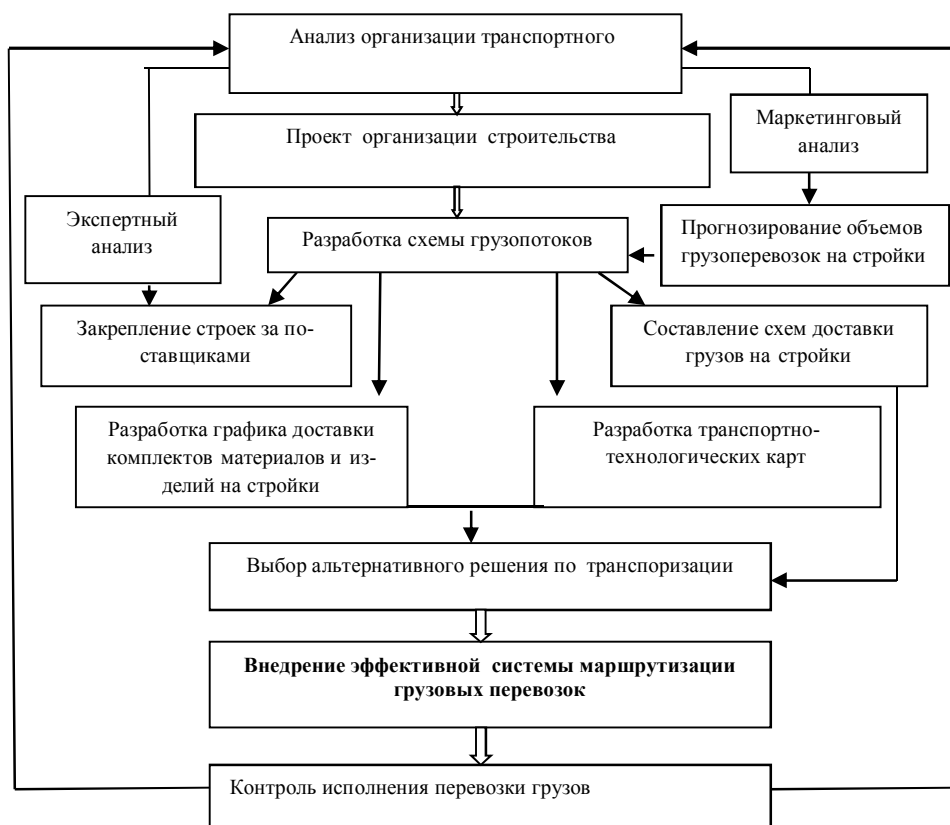 Анализ организации транспортного
Маркетинговый
анализ
Проект организации строительства
Экспертный
анализ
Разработка схемы грузопотоков
Прогнозирование объемов
грузоперевозок на стройки
Закрепление строек за по-
ставщиками
Составление схем доставки
грузов на стройки
Разработка графика доставки
комплектов материалов и из-
делий на стройки
Разработка транспортно-
технологических карт
Выбор альтернативного решения по транспоризации
Внедрение эффективной системы маршрутизации
грузовых перевозок
Контроль исполнения перевозки грузов